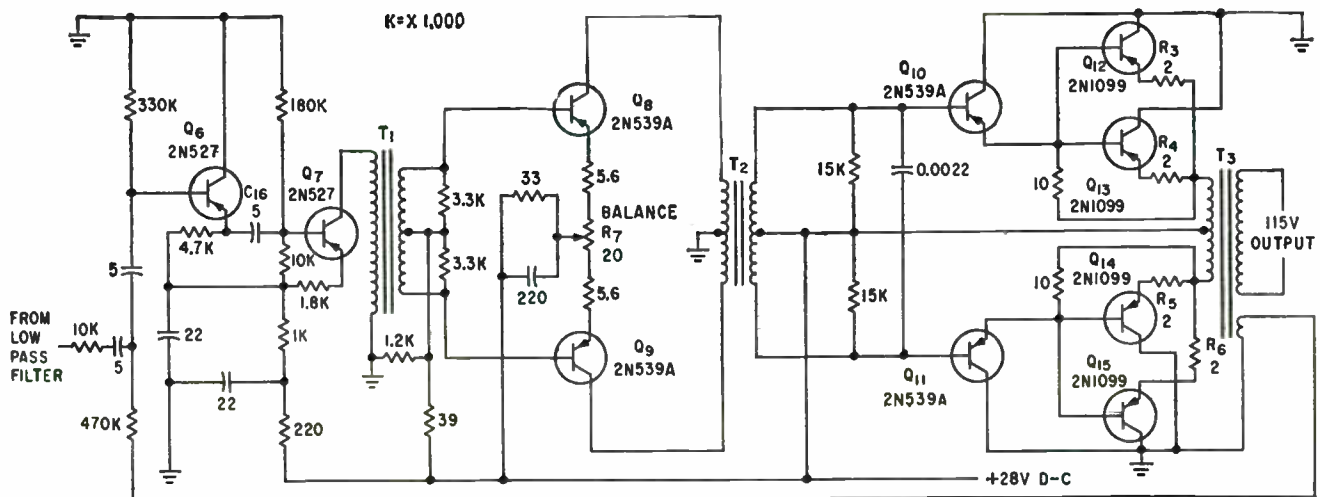 K=X 1,000
330K
180K
Q6
2N527
Q7
2N527
C16
5
4.7K
10K
1.8K
5
22
1K
FROM
LOW
PASS
FILTER
10K
5
22
470K
220
T1
3.3K
3.3K
1.2K
39
33
BALANCE
R7
20
220
5.6
5.6
Q8
2N539A
Q9
2N539A
T2
15K
15K
0.0022
Q10
2N539A
Q11
2N539A
Q12
2N1099
R3
2
R4
2
10
Q13
2N1099
T3
115V
OUTPUT
Q14
2N1099
10
R5
2
R6
2
Q15
2N1099
+28V D-C